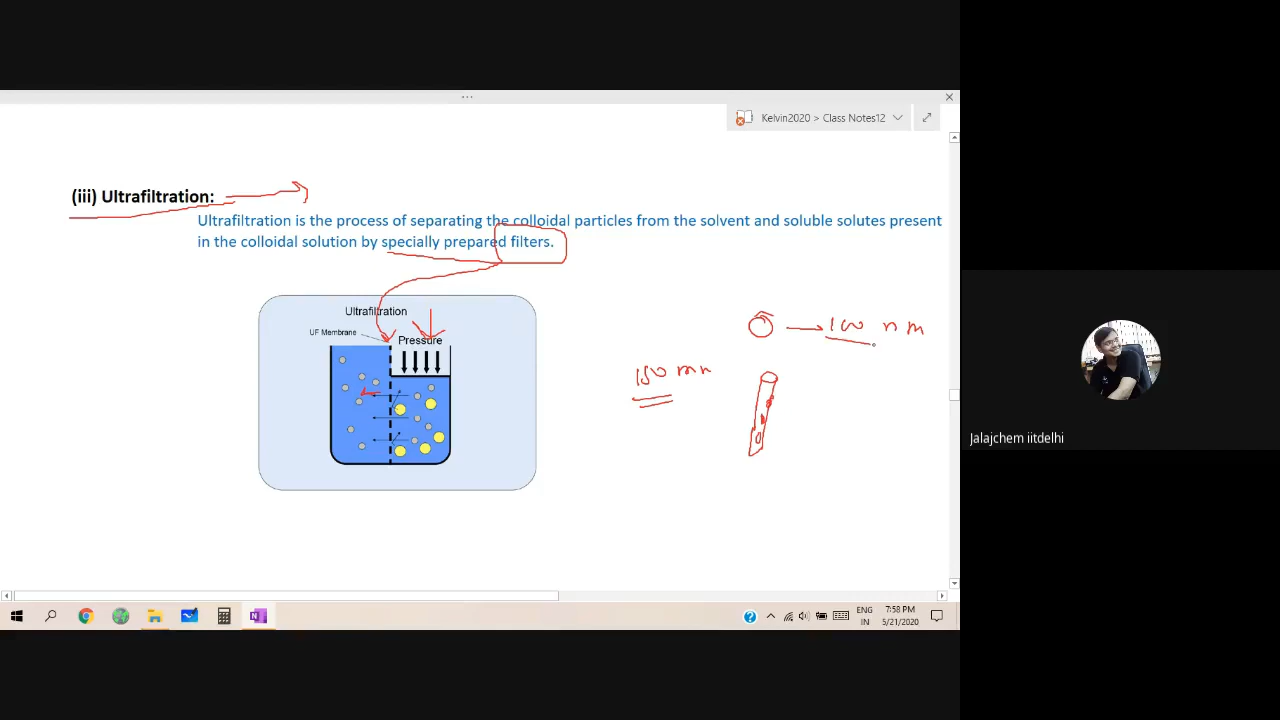 Kelvin2020 > Class Notes12
(iii) Ultrafiltration:
Ultrafiltration is the process of separating the colloidal particles from the solvent and soluble solutes present
in the colloidal solution by specially prepared filters.
Ultrafiltration
UF Membrane
Pressure
100 nm
150 mn
Jalajchem iitdelhi
ENG
IN
7:58 PM
5/21/2020